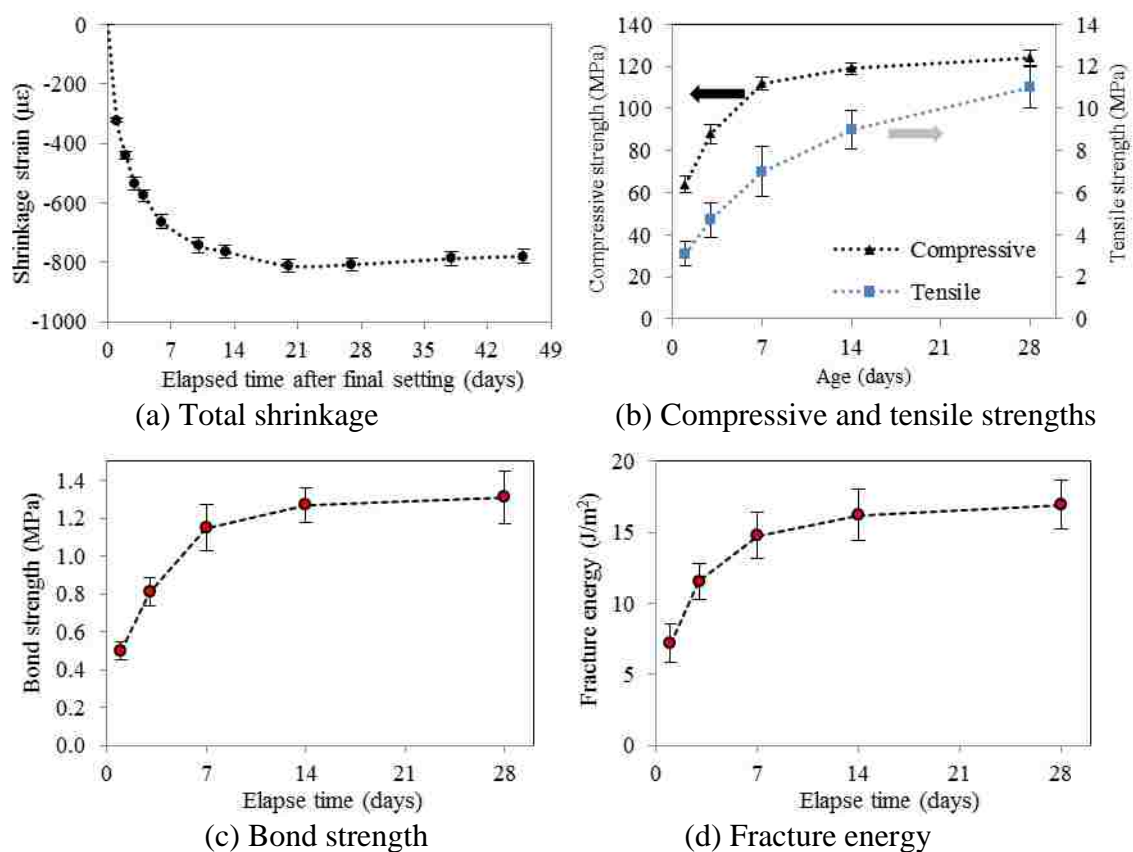 0
-200
-400
-600
-800
-1000
Shrinkage strain (µε)
0 7 14 21 28 35 42 49
Elapsed time after final setting (days)
(a) Total shrinkage
140
120
100
80
60
40
20
0
Compressive strength (MPa)
14
12
10
8
6
4
2
0
Tensile strength (MPa)
Compressive
Tensile
0 7 14 21 28
Age (days)
(b) Compressive and tensile strengths
1.4
1.2
1.0
0.8
0.6
0.4
0.2
0.0
Bond strength (MPa)
0 7 14 21 28
Elapse time (days)
(c) Bond strength
20
15
10
5
0
Fracture energy (J/m²)
0 7 14 21 28
Elapse time (days)
(d) Fracture energy